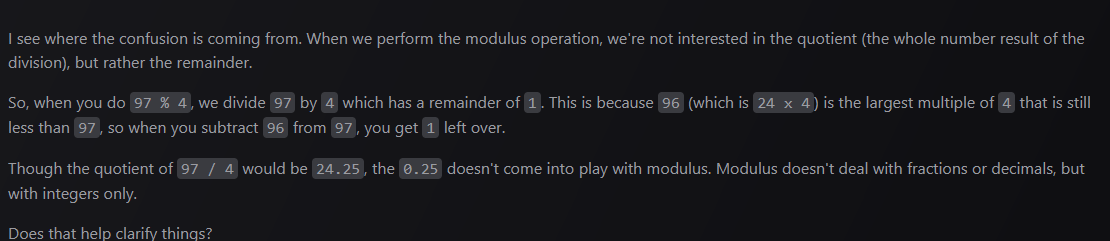 I see where the confusion is coming from. When we perform the modulus operation, we're not interested in the quotient (the whole number result of the
division), but rather the remainder.
So, when you do 97 % 4, we divide 97 by 4 which has a remainder of 1. This is because 96 (which is 24 x 4) is the largest multiple of 4 that is still
less than 97, so when you subtract 96 from 97, you get 1 left over.
Though the quotient of 97 / 4 would be 24.25, the 0.25 doesn't come into play with modulus. Modulus doesn't deal with fractions or decimals, but
with integers only.
Does that help clarify things?